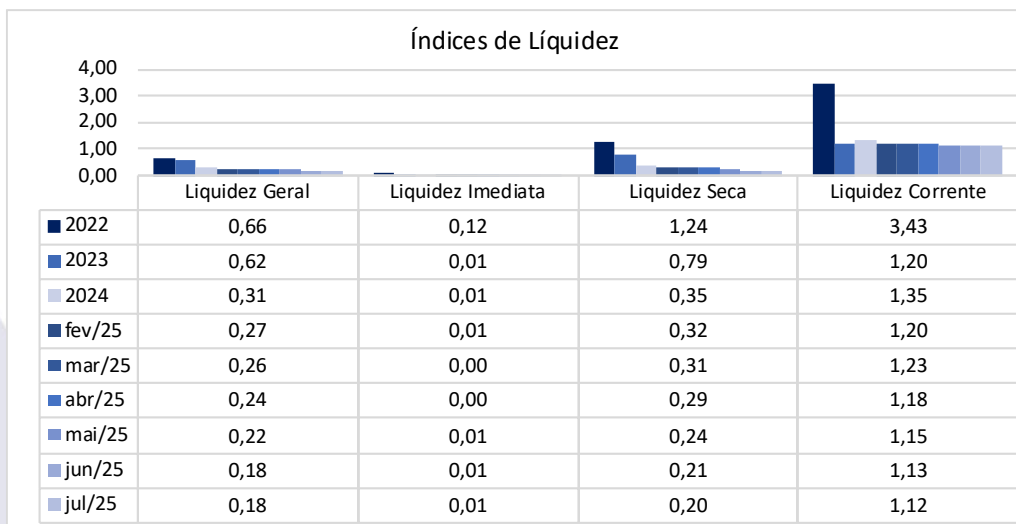 Índices de Líquidez
4,00
3,00
2,00
1,00
0,00
Liquidez Geral Liquidez Imediata Liquidez Seca Liquidez Corrente
2022 0,66 0,12 1,24 3,43
2023 0,62 0,01 0,79 1,20
2024 0,31 0,01 0,35 1,35
fev/25 0,27 0,01 0,32 1,20
mar/25 0,26 0,00 0,31 1,23
abr/25 0,24 0,00 0,29 1,18
mai/25 0,22 0,01 0,24 1,15
jun/25 0,18 0,01 0,21 1,13
jul/25 0,18 0,01 0,20 1,12